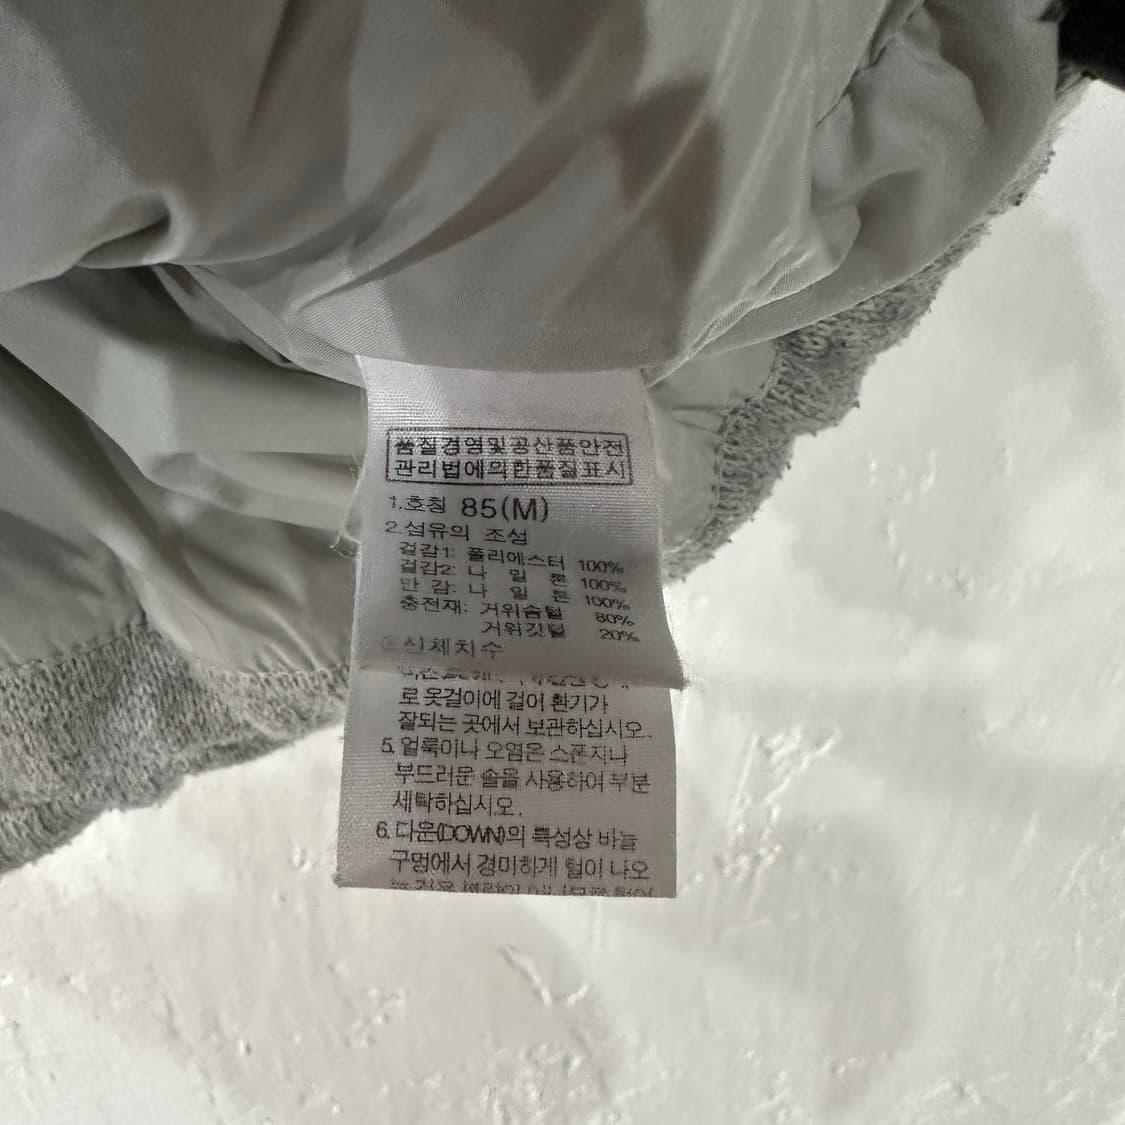 품질경영및공산품안전
관리법에의한품질표시
1.호칭 85(M)
2.섬유의 조성
겉감1: 폴리에스터 100%
겉감2: 나 일 론 100%
안 감: 나 일 론 100%
충전재: 거위솜털 80%
거위깃털 20%
3.신체치수
로 옷걸이에 걸어 환기가
잘되는 곳에서 보관하십시오.
5. 얼룩이나 오염은 스폰지나
부드러운 솔을 사용하여 부분
세탁하십시오.
6. 다운(DOWN)의 특성상 바늘
구멍에서 경미하게 털이 나오